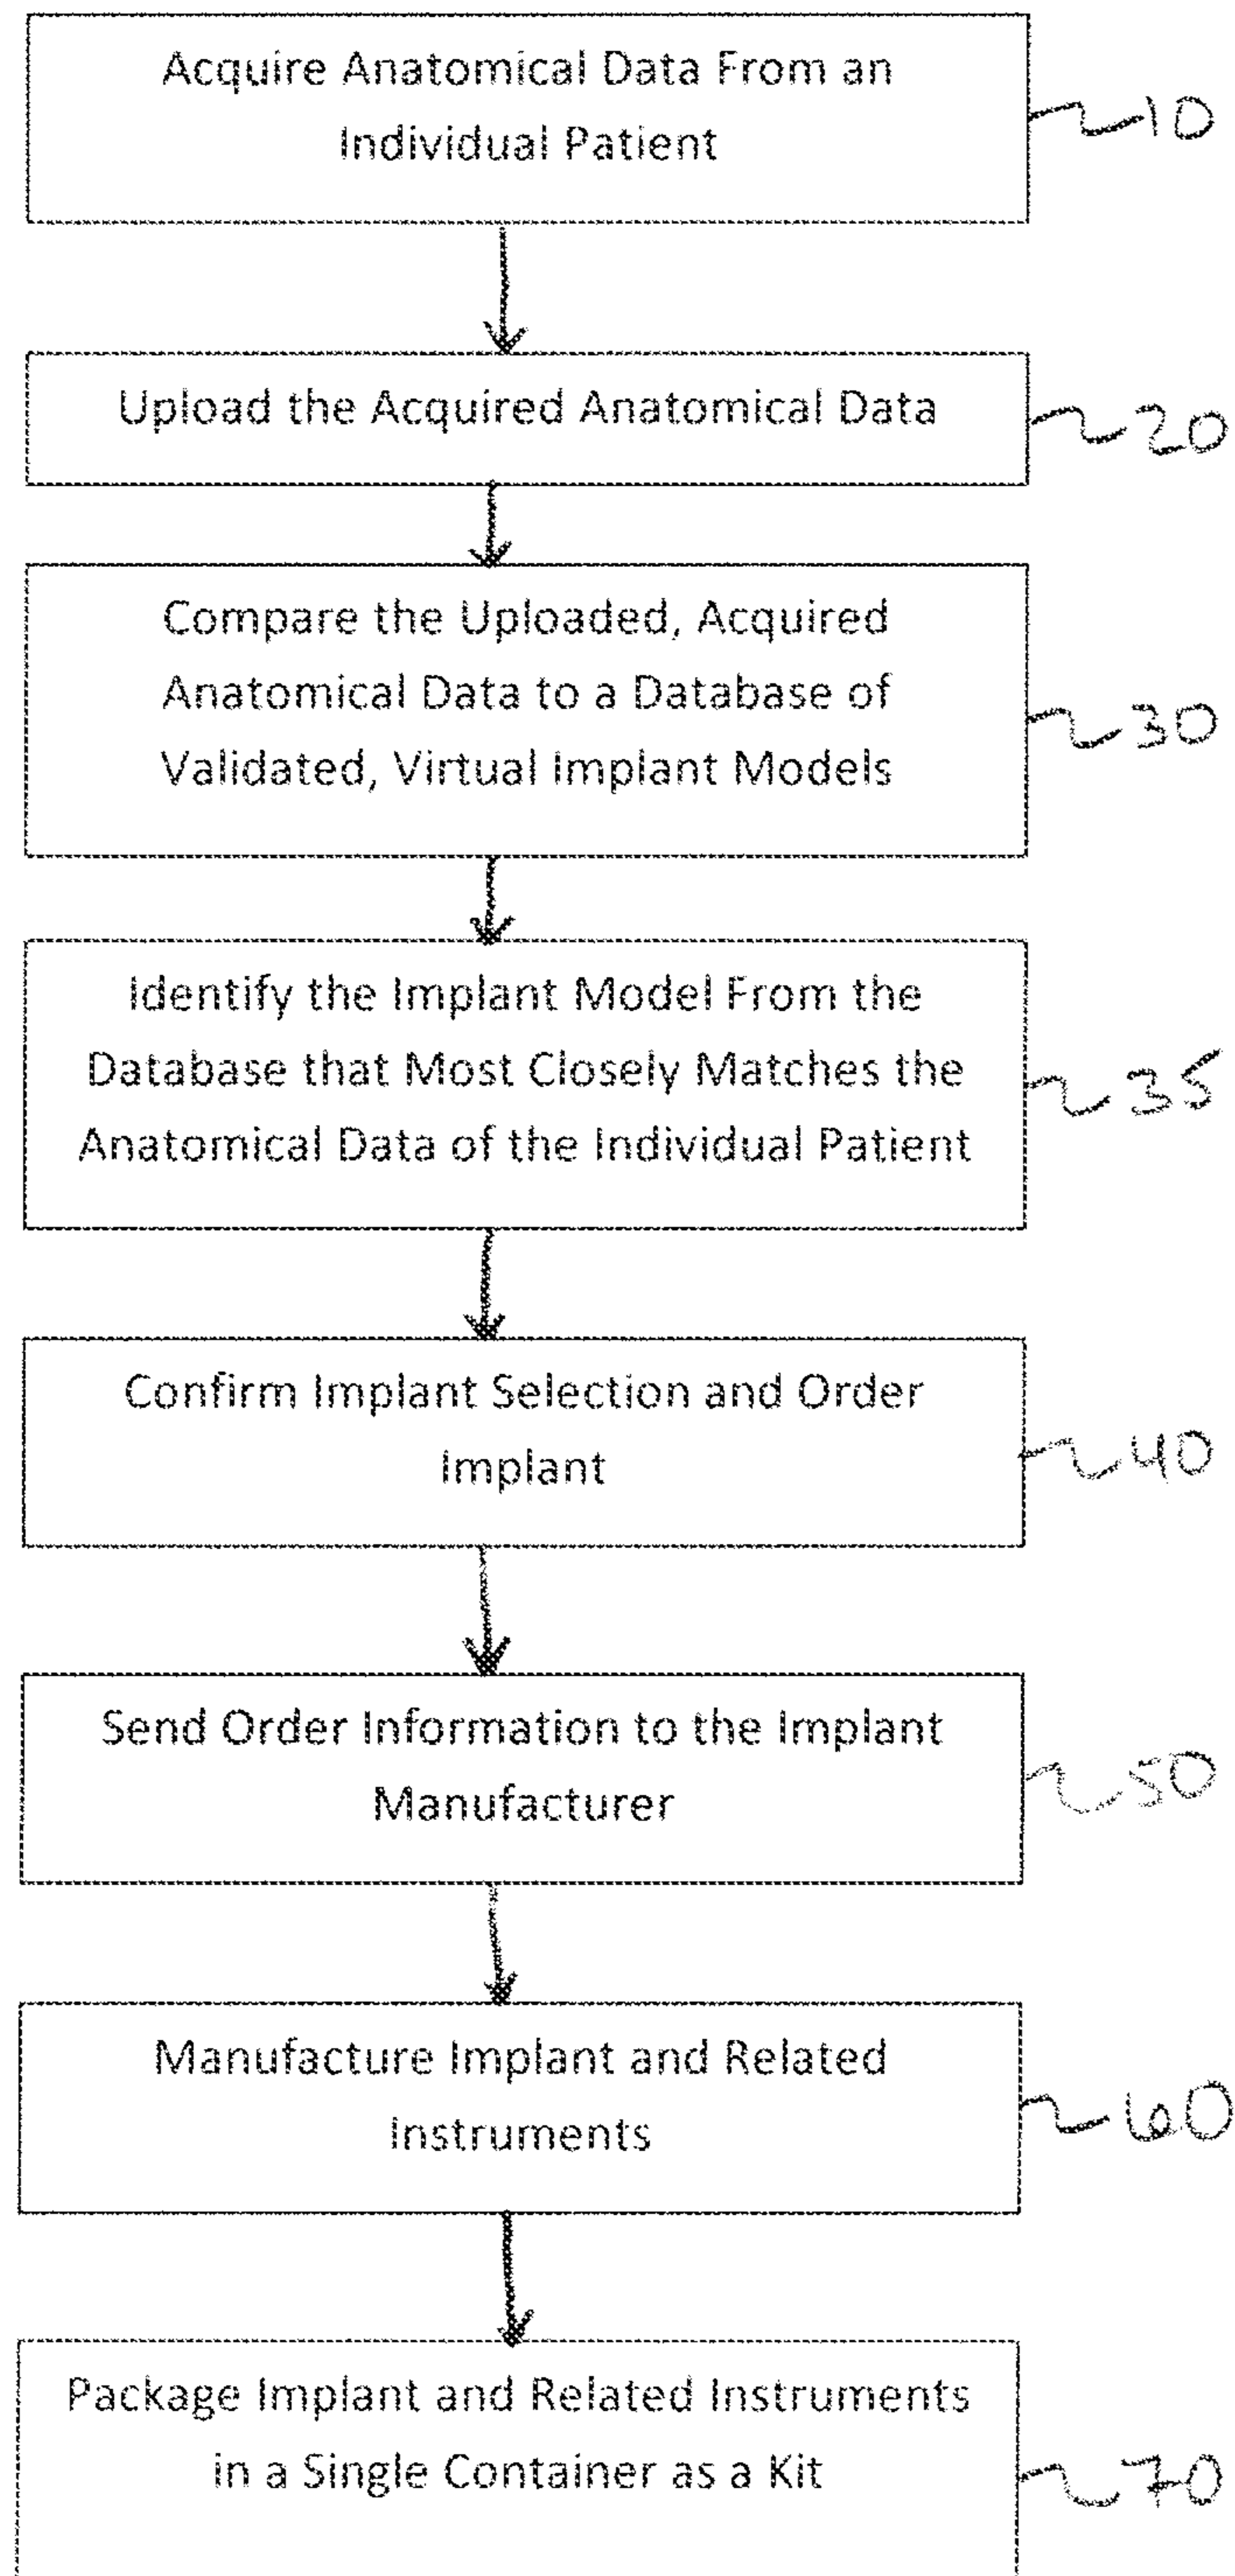 Acquire Anatomical Data From an
Individual Patient
10
Upload the Acquired Anatomical Data
20
Compare the Uploaded, Acquired
Anatomical Data to a Database of
Validated, Virtual Implant Models
30
Identify the Implant Model From the
Database that Most Closely Matches the
Anatomical Data of the Individual Patient
35
Confirm Implant Selection and Order
Implant
40
Send Order Information to the Implant
Manufacturer
50
Manufacture Implant and Related
Instruments
60
Package Implant and Related Instruments
in a Single Container as a Kit
70